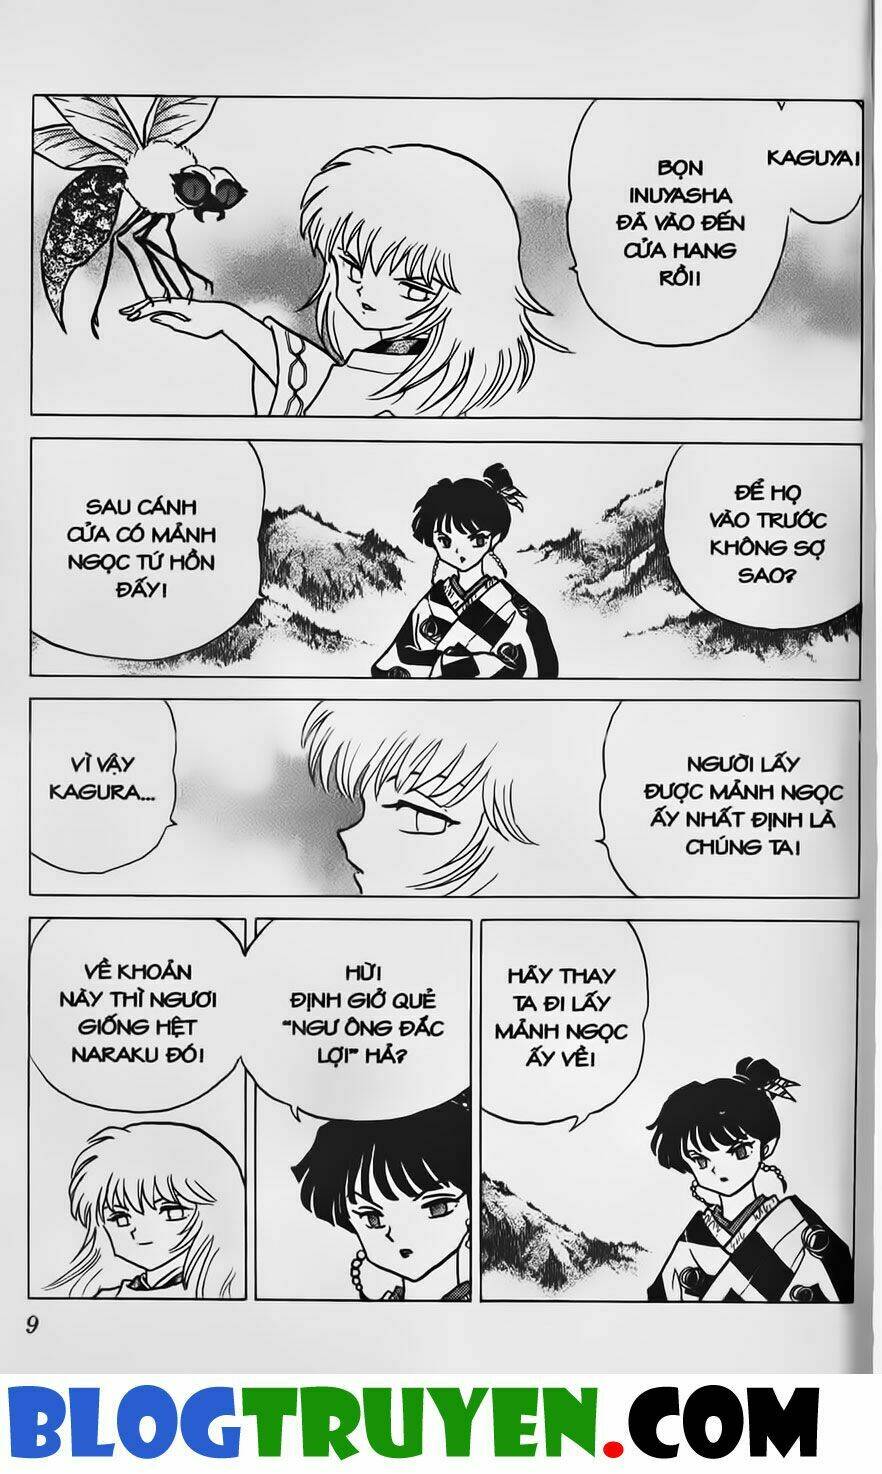 KAGUYA!
BỌN
INUYASHA
ĐÃ VÀO ĐẾN
CỬA HANG
RỒI!
ĐỂ HỌ
VÀO TRƯỚC
KHÔNG SỢ
SAO?
SAU CÁNH
CỬA CÓ MẢNH
NGỌC TỨ HỒN
ĐẤY!
NGƯỜI LẤY
ĐƯỢC MẢNH NGỌC
ẤY NHẤT ĐỊNH LÀ
CHÚNG TA!
VÌ VẬY
KAGURA...
HÃY THAY
TA ĐI LẤY
MẢNH NGỌC
ẤY VỀ!
HỪ!
ĐỊNH GIỞ QUẺ
"NGƯ ÔNG ĐẮC
LỢI" HẢ?
VỀ KHOẢN
NÀY THÌ NGƯƠI
GIỐNG HỆT
NARAKU ĐÓ!
9
BLOGTRUYEN.COM